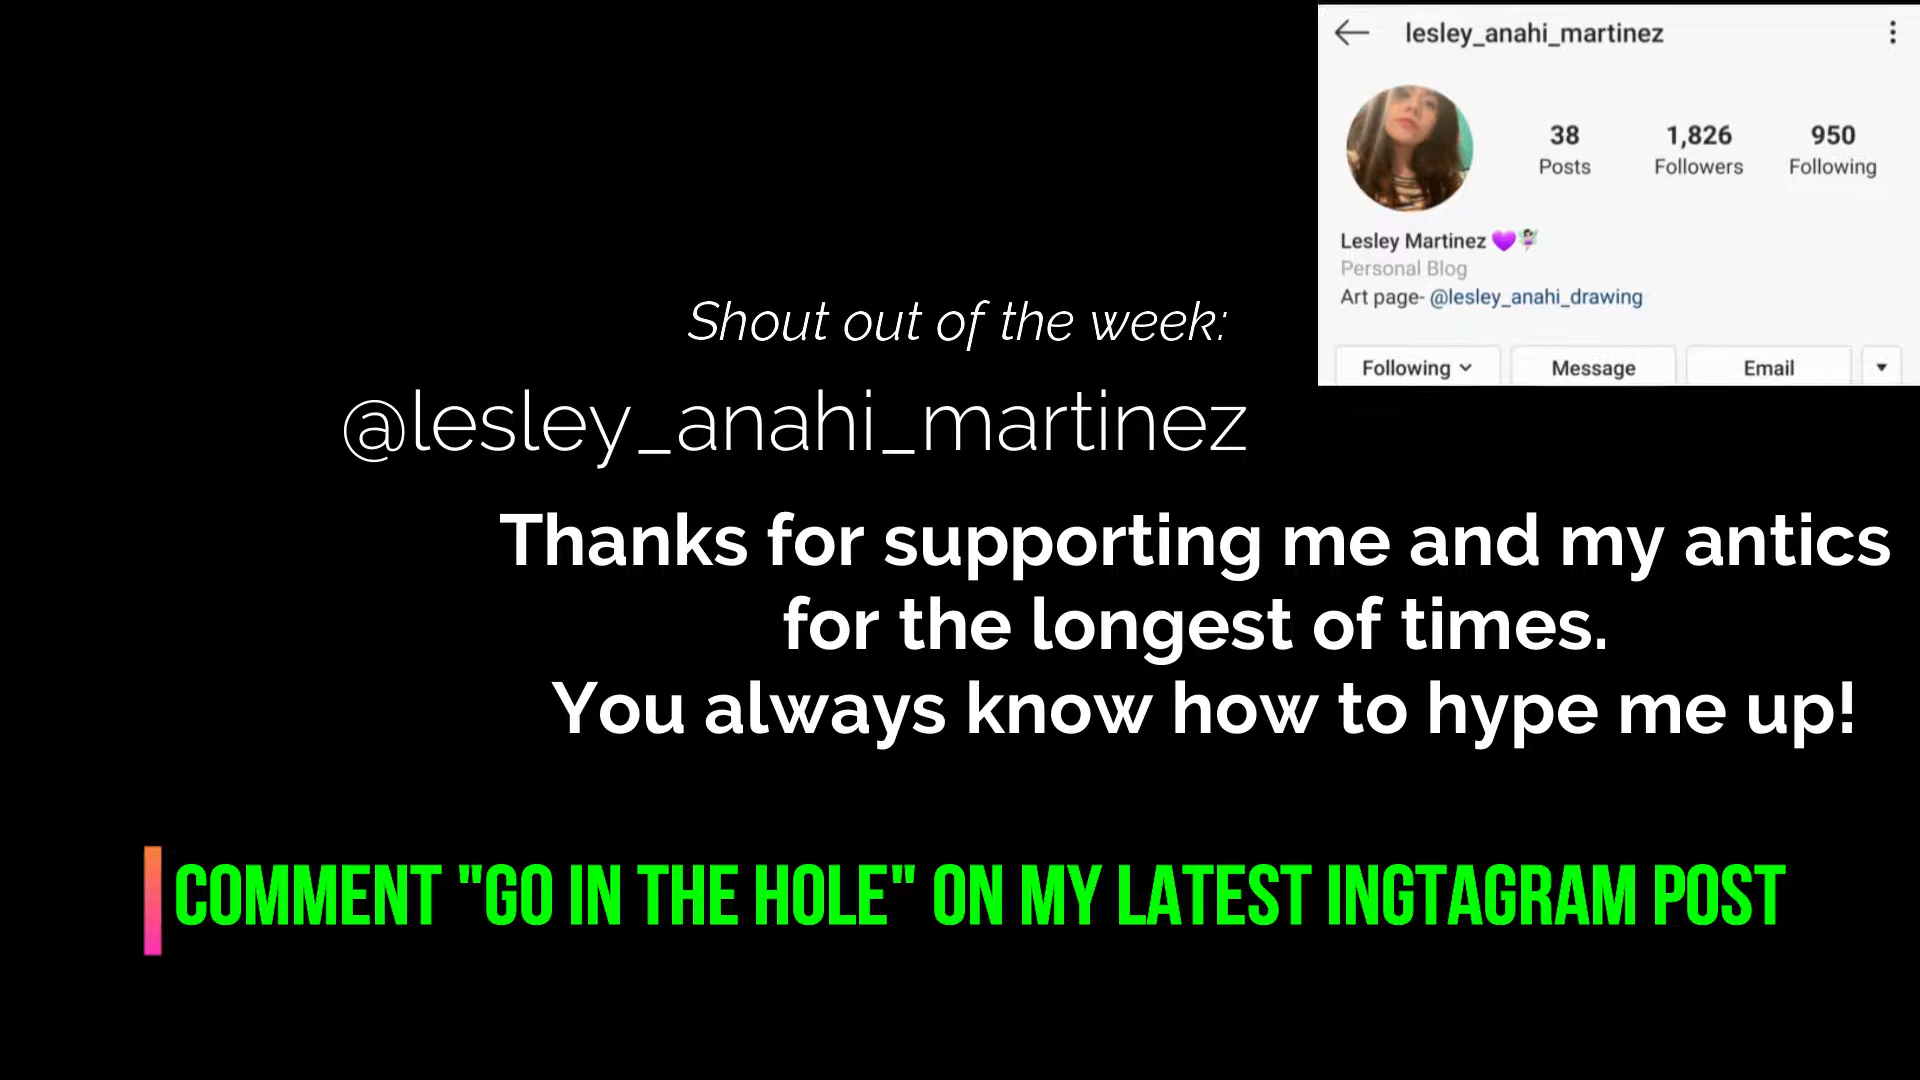 lesley_anahi_martinez
38 1,826 950
Posts Followers Following
Lesley Martinez 💜🧚🏻‍♀️
Personal Blog
Art page- @lesley_anahi_drawing
Following Message Email
Shout out of the week:
@lesley_anahi_martinez
Thanks for supporting me and my antics
for the longest of times.
You always know how to hype me up!
COMMENT "GO IN THE HOLE" ON MY LATEST INGTAGRAM POST